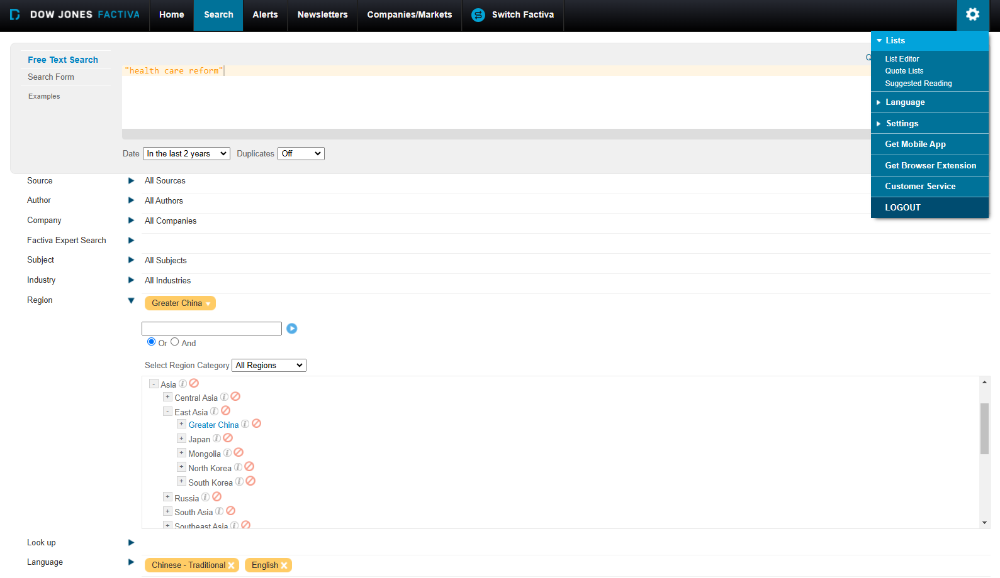 DOW JONES FACTIVA Home Search Alerts Newsletters Companies/Markets Switch Factiva
Lists
List Editor
Quote Lists
Suggested Reading
Language
Settings
Get Mobile App
Get Browser Extension
Customer Service
LOGOUT
Free Text Search
Search Form
Examples
"health care reform"
Date In the last 2 years Duplicates Off
Source All Sources
Author All Authors
Company All Companies
Factiva Expert Search
Subject All Subjects
Industry All Industries
Region Greater China
Or And
Select Region Category All Regions
- Asia i
+ Central Asia i
- East Asia i
+ Greater China i
+ Japan i
+ Mongolia i
+ North Korea i
+ South Korea i
+ Russia i
+ South Asia i
+ Southeast Asia i
Look up
Language Chinese - Traditional English